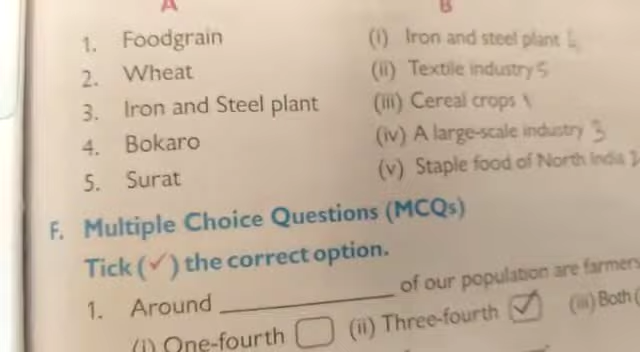 A B
1. Foodgrain (i) Iron and steel plant
2. Wheat (ii) Textile industry 5
3. Iron and Steel plant (iii) Cereal crops 1
4. Bokaro (iv) A large-scale industry 3
5. Surat (v) Staple food of North India 2
F. Multiple Choice Questions (MCQs)
Tick (✓) the correct option.
1. Around ________ of our population are farmers
(i) One-fourth (ii) Three-fourth ✓ (iii) Both (